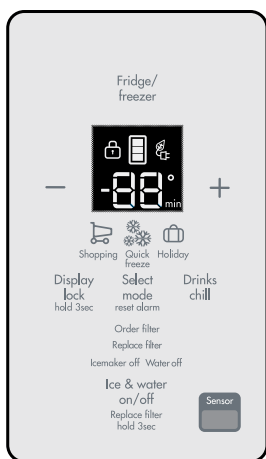 Fridge/
freezer
-88°
min
Shopping Quick Holiday
freeze
Display Select Drinks
lock mode chill
hold 3sec reset alarm
Order filter
Replace filter
Icemaker off Water off
Ice & water
on/off
Replace filter
hold 3sec
Sensor